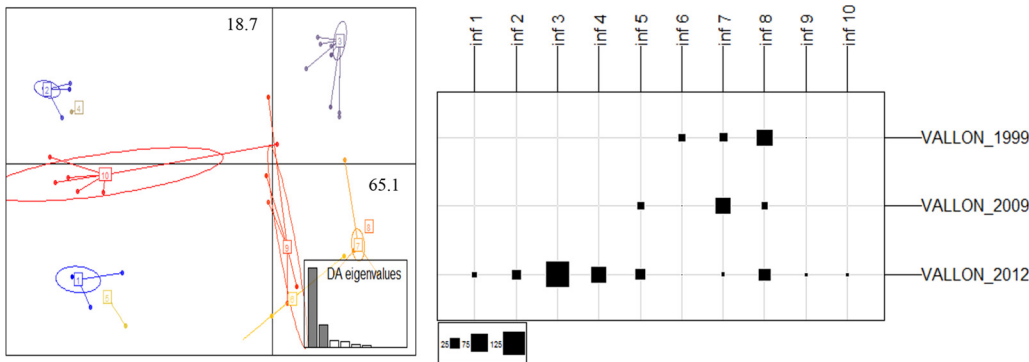 18.7
65.1
2
4
3
10
1
5
9
7
8
6
DA eigenvalues
inf 1
inf 2
inf 3
inf 4
inf 5
inf 6
inf 7
inf 8
inf 9
inf 10
VALLON_1999
VALLON_2009
VALLON_2012
25 75 125